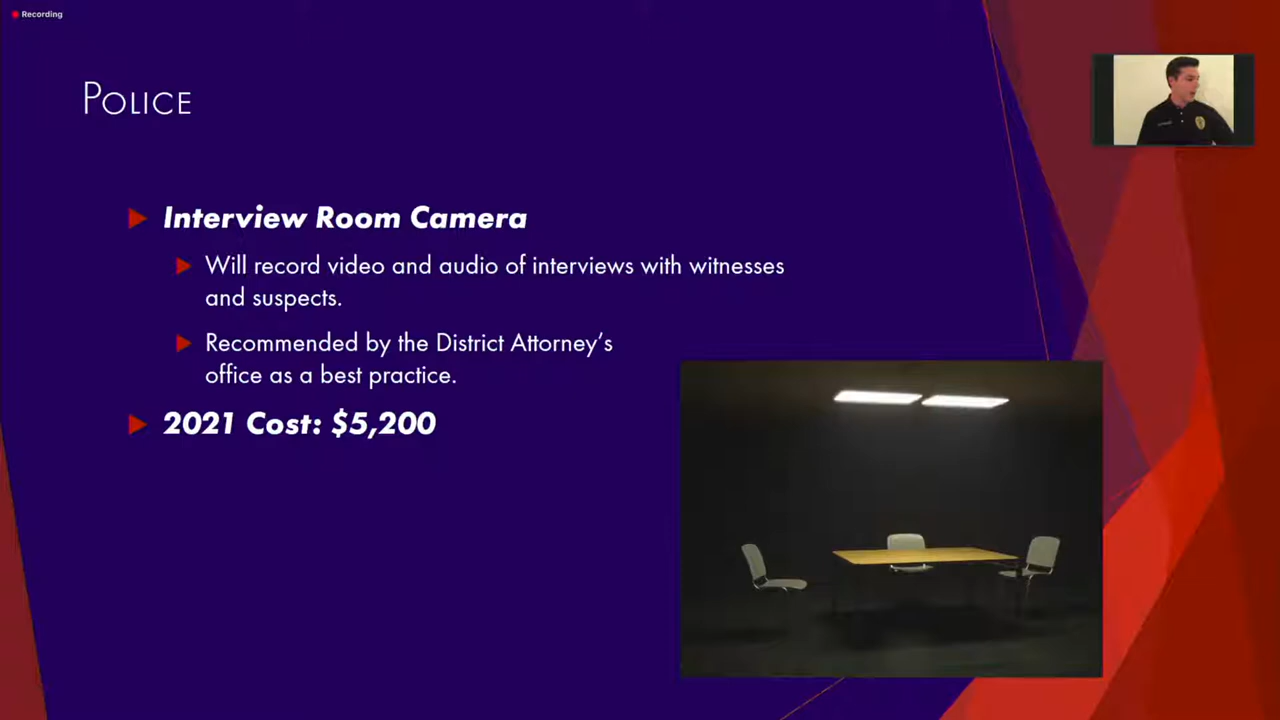 Recording
POLICE
Interview Room Camera
Will record video and audio of interviews with witnesses
and suspects.
Recommended by the District Attorney’s
office as a best practice.
2021 Cost: $5,200